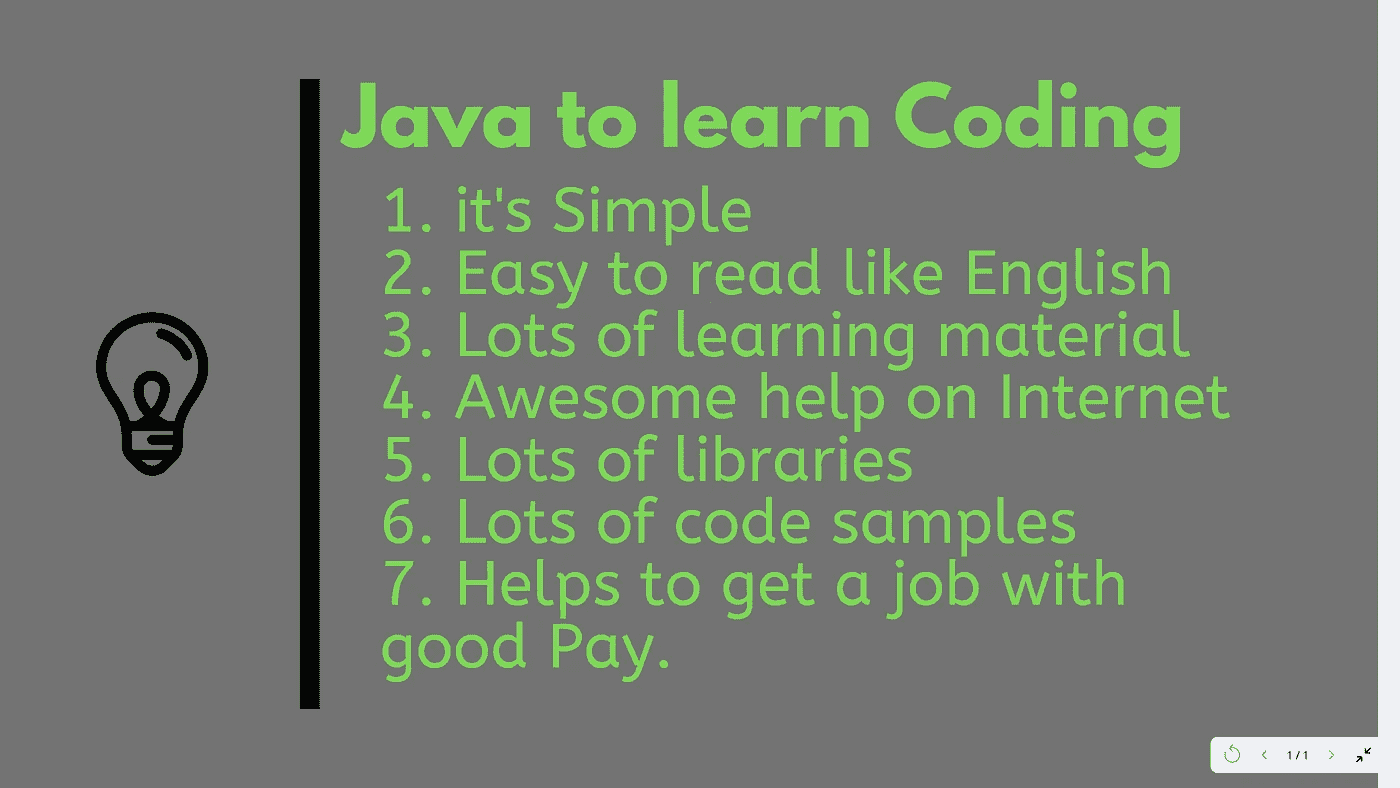 Java to learn Coding
1. it's Simple
2. Easy to read like English
3. Lots of learning material
4. Awesome help on Internet
5. Lots of libraries
6. Lots of code samples
7. Helps to get a job with
good Pay.
1 / 1